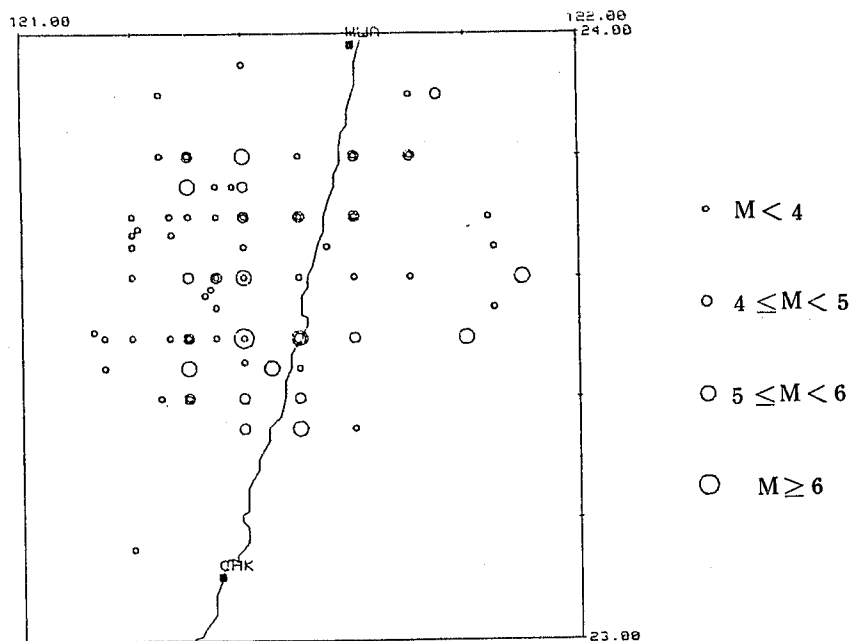 121.00
122.00
24.00
HWA
M < 4
4 ≤ M < 5
5 ≤ M < 6
M ≥ 6
CHK
23.00